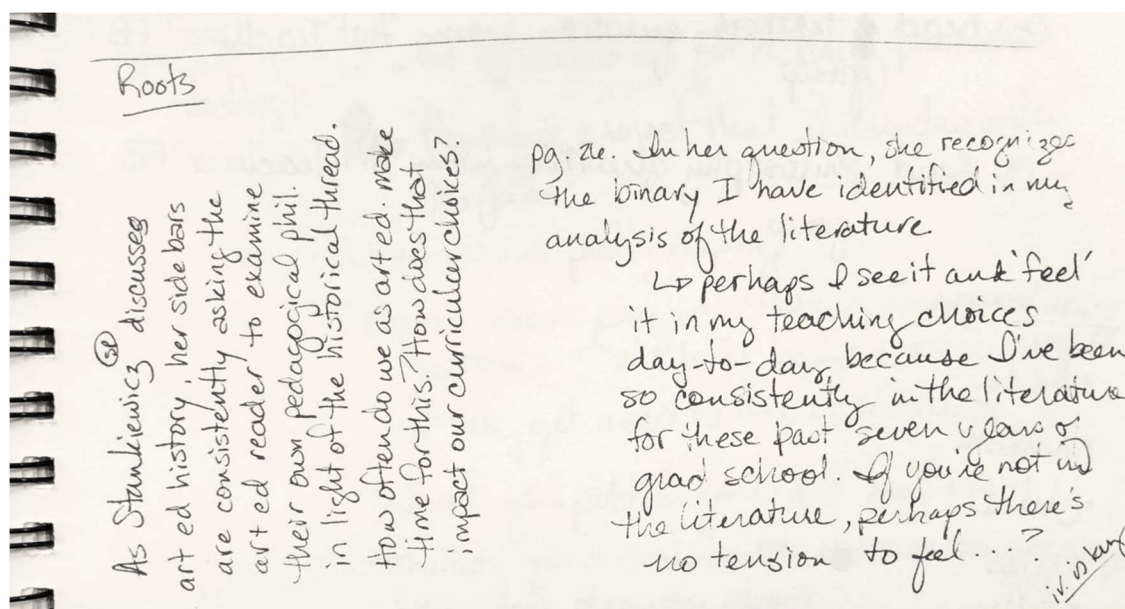 Roots
As Stankiewicz (sp) discusses
art ed history, her sidebars
are consistently asking the
art ed reader to examine
their own pedagogical phil.
in light of the historical thread.
How often do we as art ed. make
time for this? How does that
impact our curricular choices?
In her question, she recognizes
the binary I have identified in my
analysis of the literature.
↳ perhaps I see it and 'feel'
it in my teaching choices
day-to-day because I've been
so consistently in the literature
for these past seven years of
grad school. If you're not in
the literature, perhaps there's
no tension to feel...?